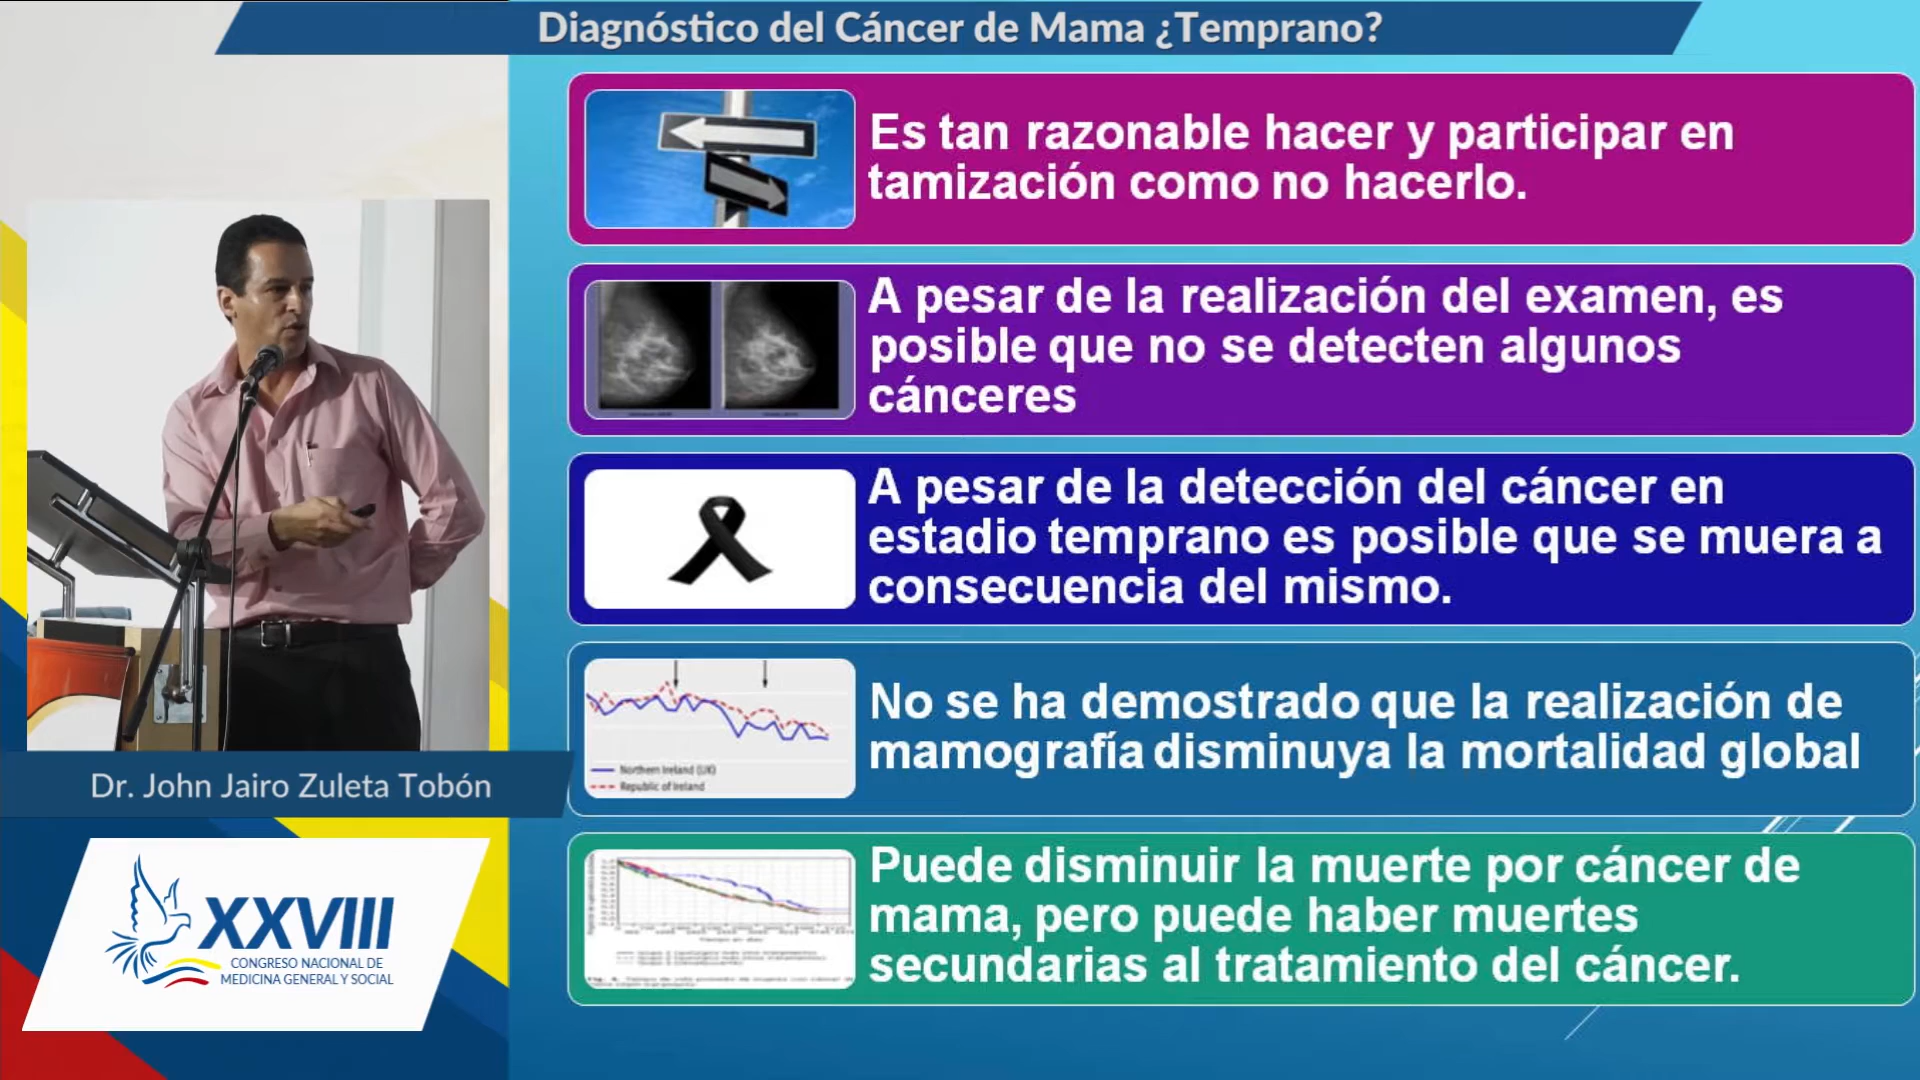 Diagnóstico del Cáncer de Mama ¿Temprano?
Es tan razonable hacer y participar en
tamización como no hacerlo.
A pesar de la realización del examen, es
posible que no se detecten algunos
cánceres
A pesar de la detección del cáncer en
estadio temprano es posible que se muera a
consecuencia del mismo.
No se ha demostrado que la realización de
mamografía disminuya la mortalidad global
Northern Ireland (UK)
Republic of Ireland
Puede disminuir la muerte por cáncer de
mama, pero puede haber muertes
secundarias al tratamiento del cáncer.
Dr. John Jairo Zuleta Tobón
XXVIII
CONGRESO NACIONAL DE
MEDICINA GENERAL Y SOCIAL